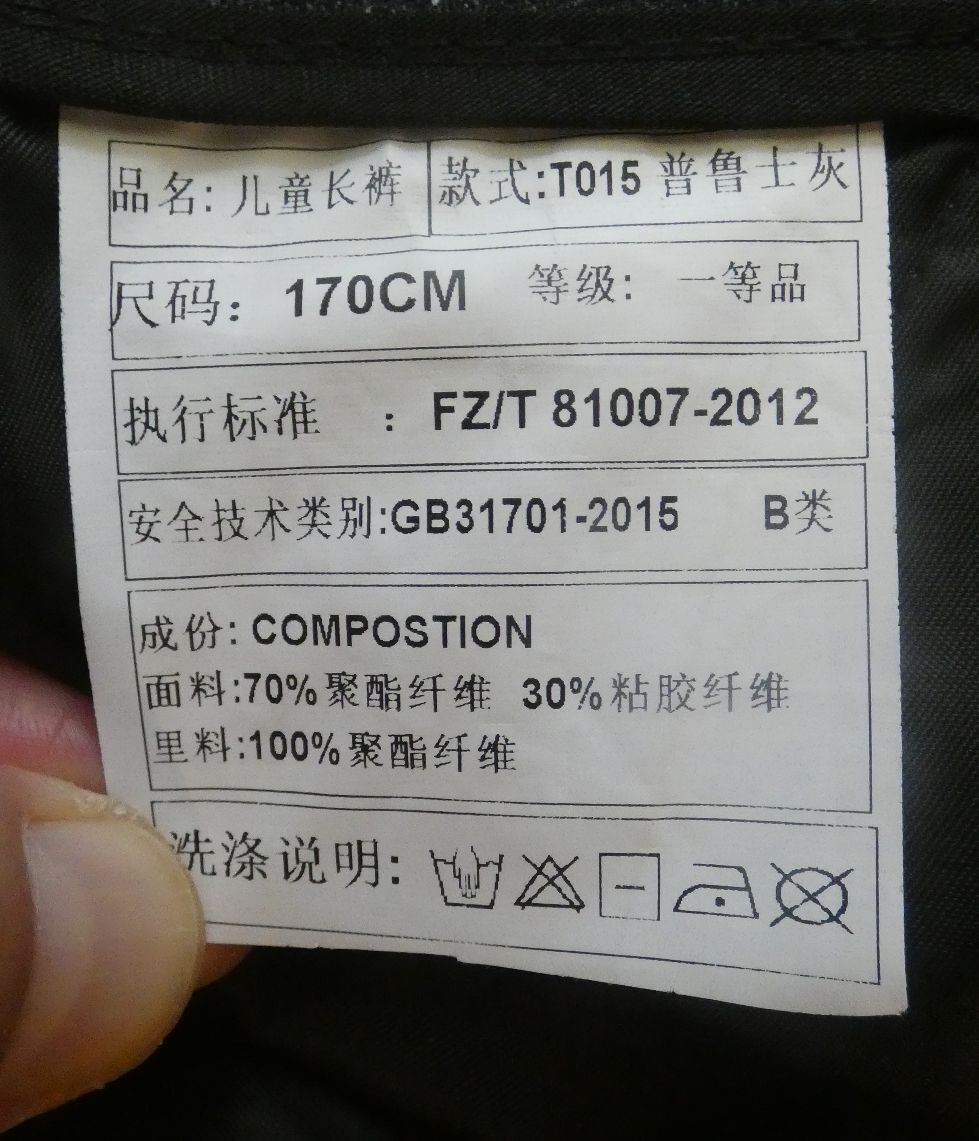 品名: 儿童长裤 款式:T015 普鲁士灰
尺码: 170CM 等级: 一等品
执行标准 : FZ/T 81007-2012
安全技术类别:GB31701-2015 B类
成份: COMPOSTION
面料:70%聚酯纤维 30%粘胶纤维
里料:100%聚酯纤维
洗涤说明: